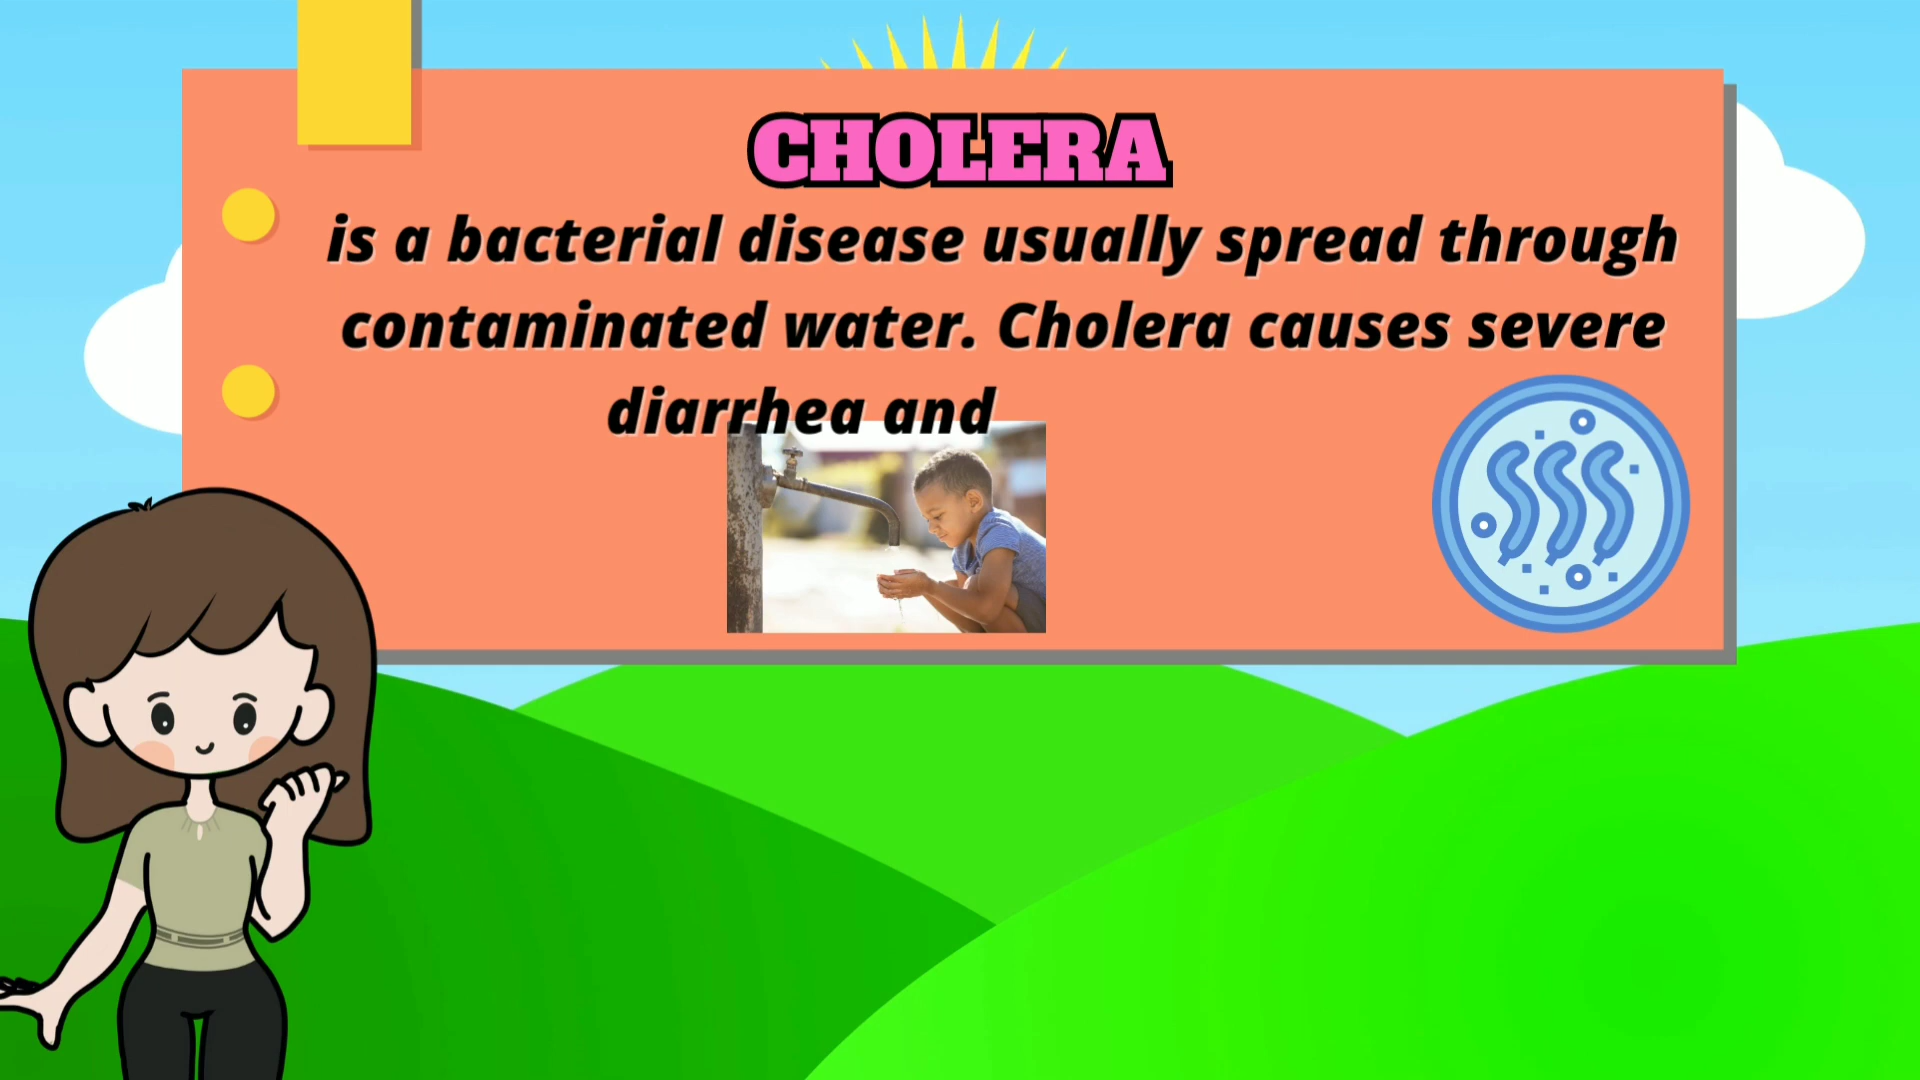 CHOLERA
is a bacterial disease usually spread through
contaminated water. Cholera causes severe
diarrhea and